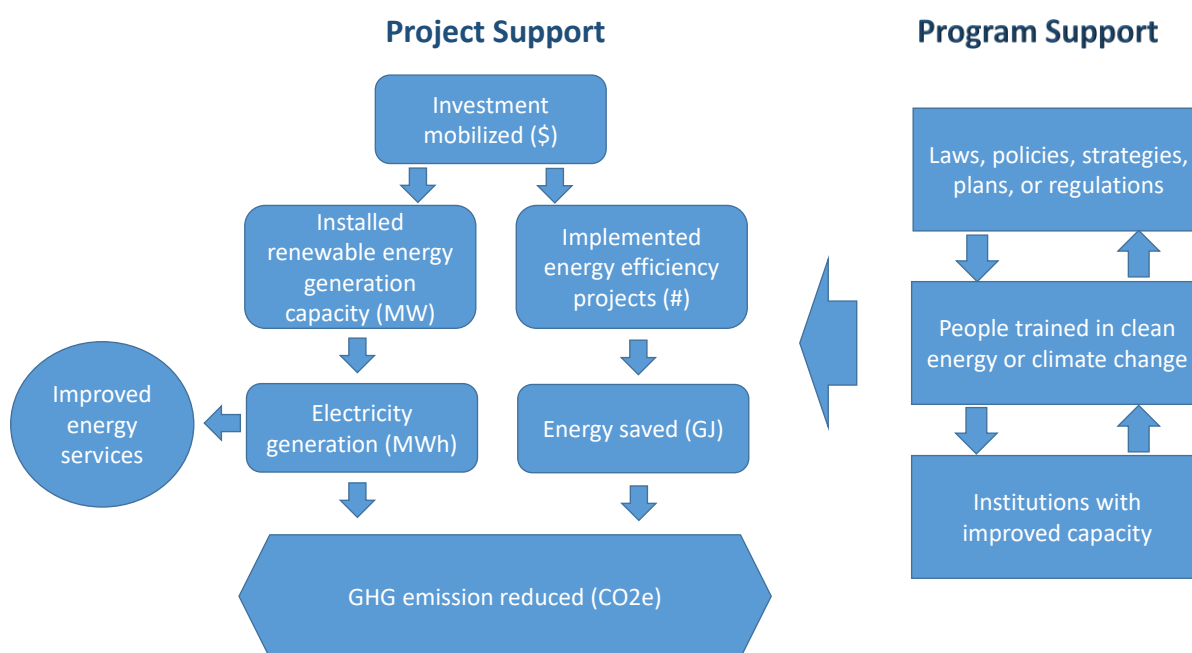 Project Support
Program Support
Investment
mobilized ($)
Installed
renewable energy
generation
capacity (MW)
Implemented
energy efficiency
projects (#)
Improved
energy
services
Electricity
generation (MWh)
Energy saved (GJ)
GHG emission reduced (CO2e)
Laws, policies, strategies,
plans, or regulations
People trained in clean
energy or climate change
Institutions with
improved capacity